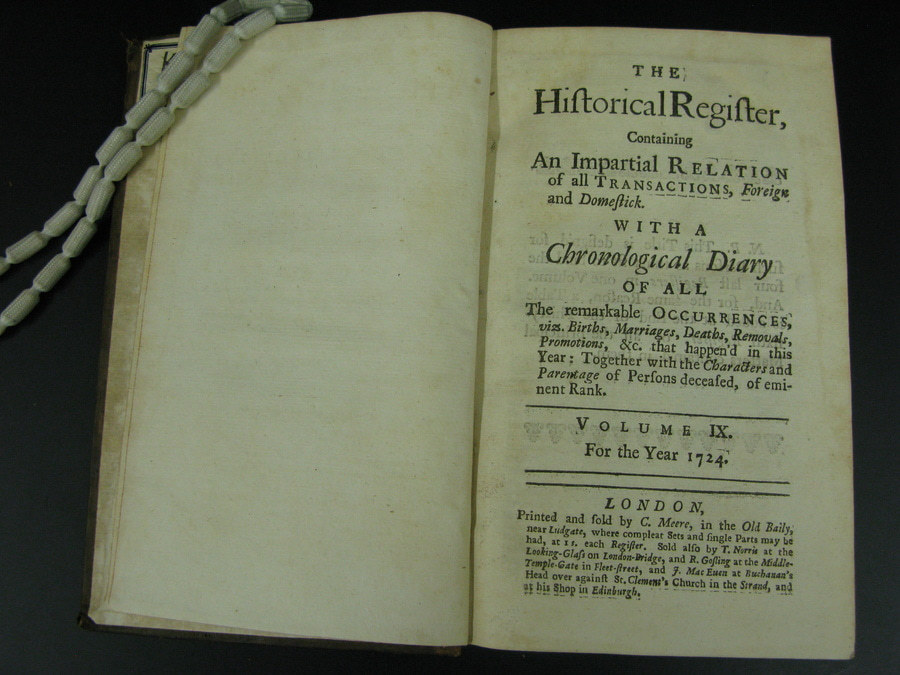 THE
Hiſtorical Regiſter,
Containing
An Impartial RELATION
of all TRANSACTIONS, Foreign
and Domeſtick.
WITH A
Chronological Diary
OF ALL
The remarkable OCCURRENCES,
viz. Births, Marriages, Deaths, Removals,
Promotions, &c. that happen'd in this
Year: Together with the Characters and
Parentage of Perſons deceaſed, of emi-
nent Rank.
VOLUME IX.
For the Year 1724.
LONDON,
Printed and ſold by C. Meere, in the Old Baily,
near Ludgate, where compleat Sets and ſingle Parts may be
had, at 1 s. each Regiſter. Sold alſo by T. Norris at the
Looking-Glaſs on London-Bridge, and R. Goſling at the Middle-
Temple-Gate in Fleet-ſtreet, and J. Mac Euen at Buchanan's
Head over againſt St. Clement's Church in the Strand, and
at his Shop in Edinburgh.